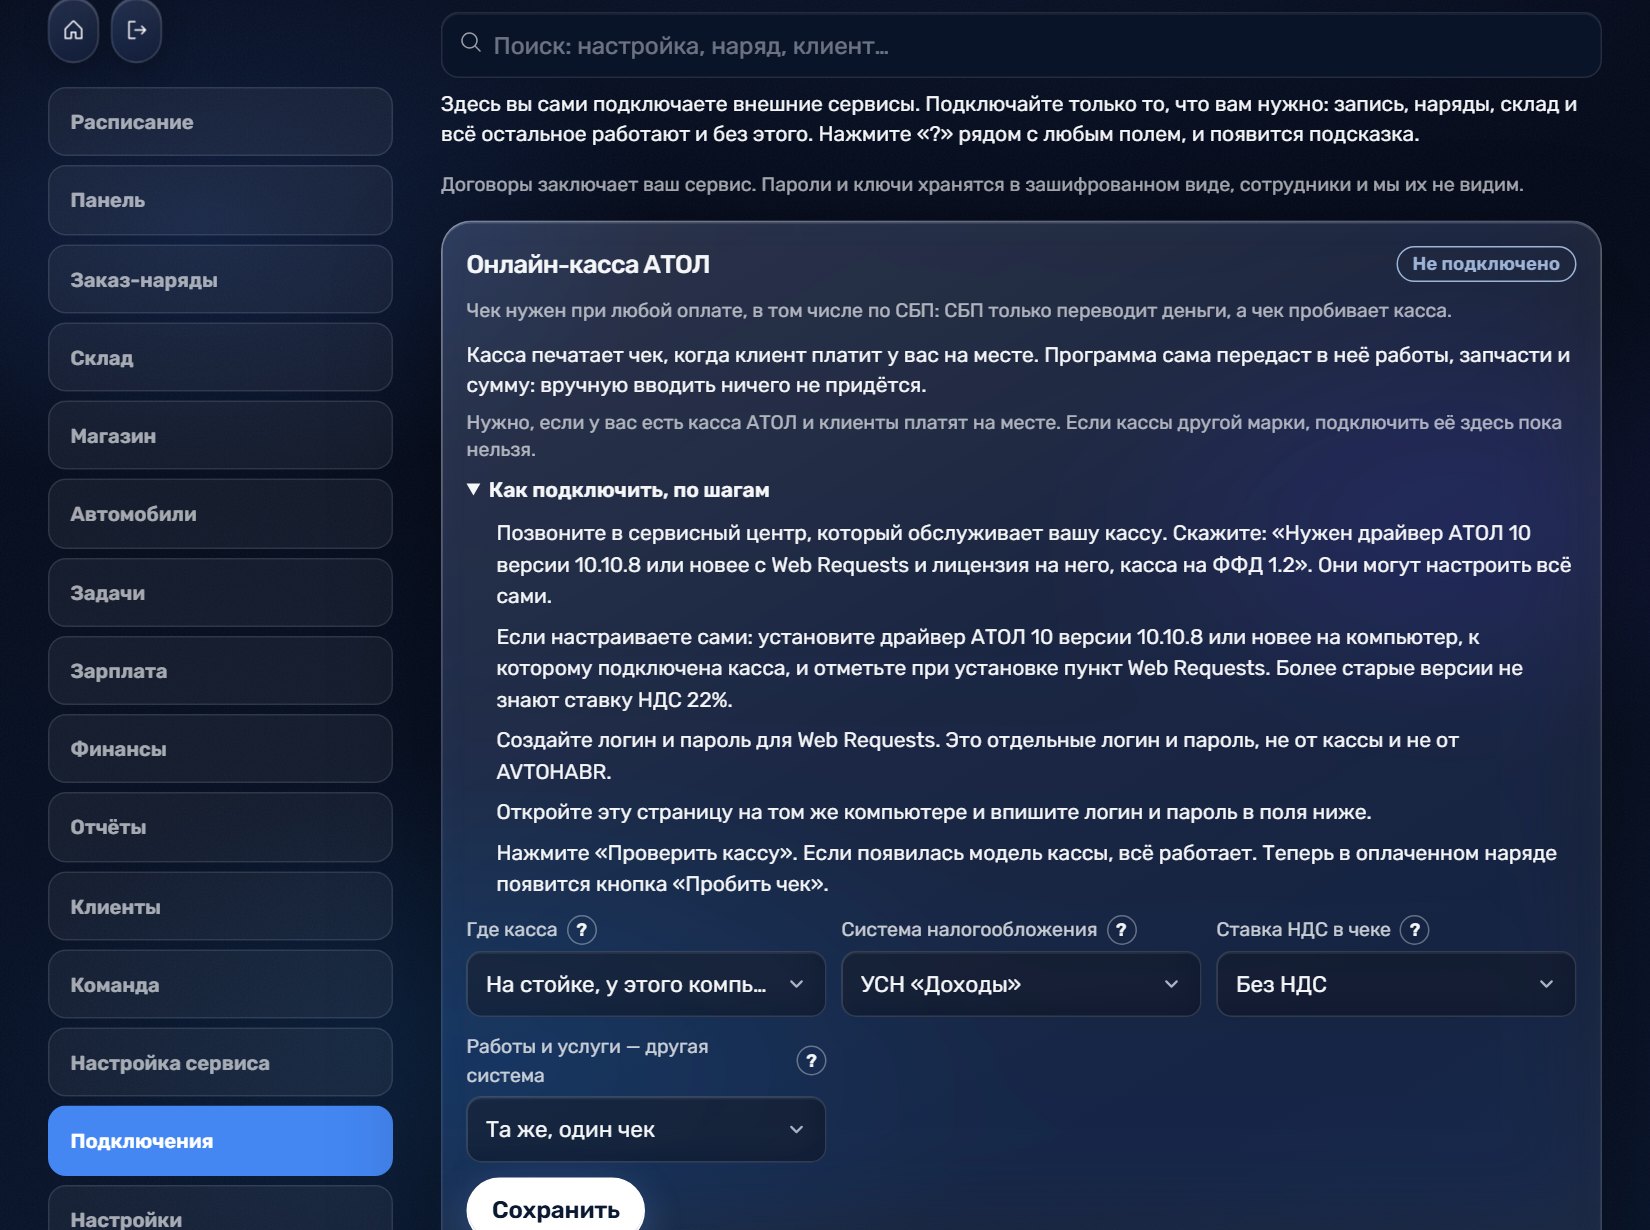 Поиск: настройка, наряд, клиент...
Расписание
Панель
Заказ-наряды
Склад
Магазин
Автомобили
Задачи
Зарплата
Финансы
Отчёты
Клиенты
Команда
Настройка сервиса
Подключения
Настройки
Здесь вы сами подключаете внешние сервисы. Подключайте только то, что вам нужно: запись, наряды, склад и
всё остальное работают и без этого. Нажмите «?» рядом с любым полем, и появится подсказка.
Договоры заключает ваш сервис. Пароли и ключи хранятся в зашифрованном виде, сотрудники и мы их не видим.
Онлайн-касса АТОЛ
Не подключено
Чек нужен при любой оплате, в том числе по СБП: СБП только переводит деньги, а чек пробивает касса.
Касса печатает чек, когда клиент платит у вас на месте. Программа сама передаст в неё работы, запчасти и
сумму: вручную вводить ничего не придётся.
Нужно, если у вас есть касса АТОЛ и клиенты платят на месте. Если кассы другой марки, подключить её здесь пока
нельзя.
▼ Как подключить, по шагам
Позвоните в сервисный центр, который обслуживает вашу кассу. Скажите: «Нужен драйвер АТОЛ 10
версии 10.10.8 или новее с Web Requests и лицензия на него, касса на ФФД 1.2». Они могут настроить всё
сами.
Если настраиваете сами: установите драйвер АТОЛ 10 версии 10.10.8 или новее на компьютер, к
которому подключена касса, и отметьте при установке пункт Web Requests. Более старые версии не
знают ставку НДС 22%.
Создайте логин и пароль для Web Requests. Это отдельные логин и пароль, не от кассы и не от
AVTOHABR.
Откройте эту страницу на том же компьютере и впишите логин и пароль в поля ниже.
Нажмите «Проверить кассу». Если появилась модель кассы, всё работает. Теперь в оплаченном наряде
появится кнопка «Пробить чек».
Где касса ?
На стойке, у этого компь...
Система налогообложения ?
УСН «Доходы»
Ставка НДС в чеке ?
Без НДС
Работы и услуги — другая
система ?
Та же, один чек
Сохранить